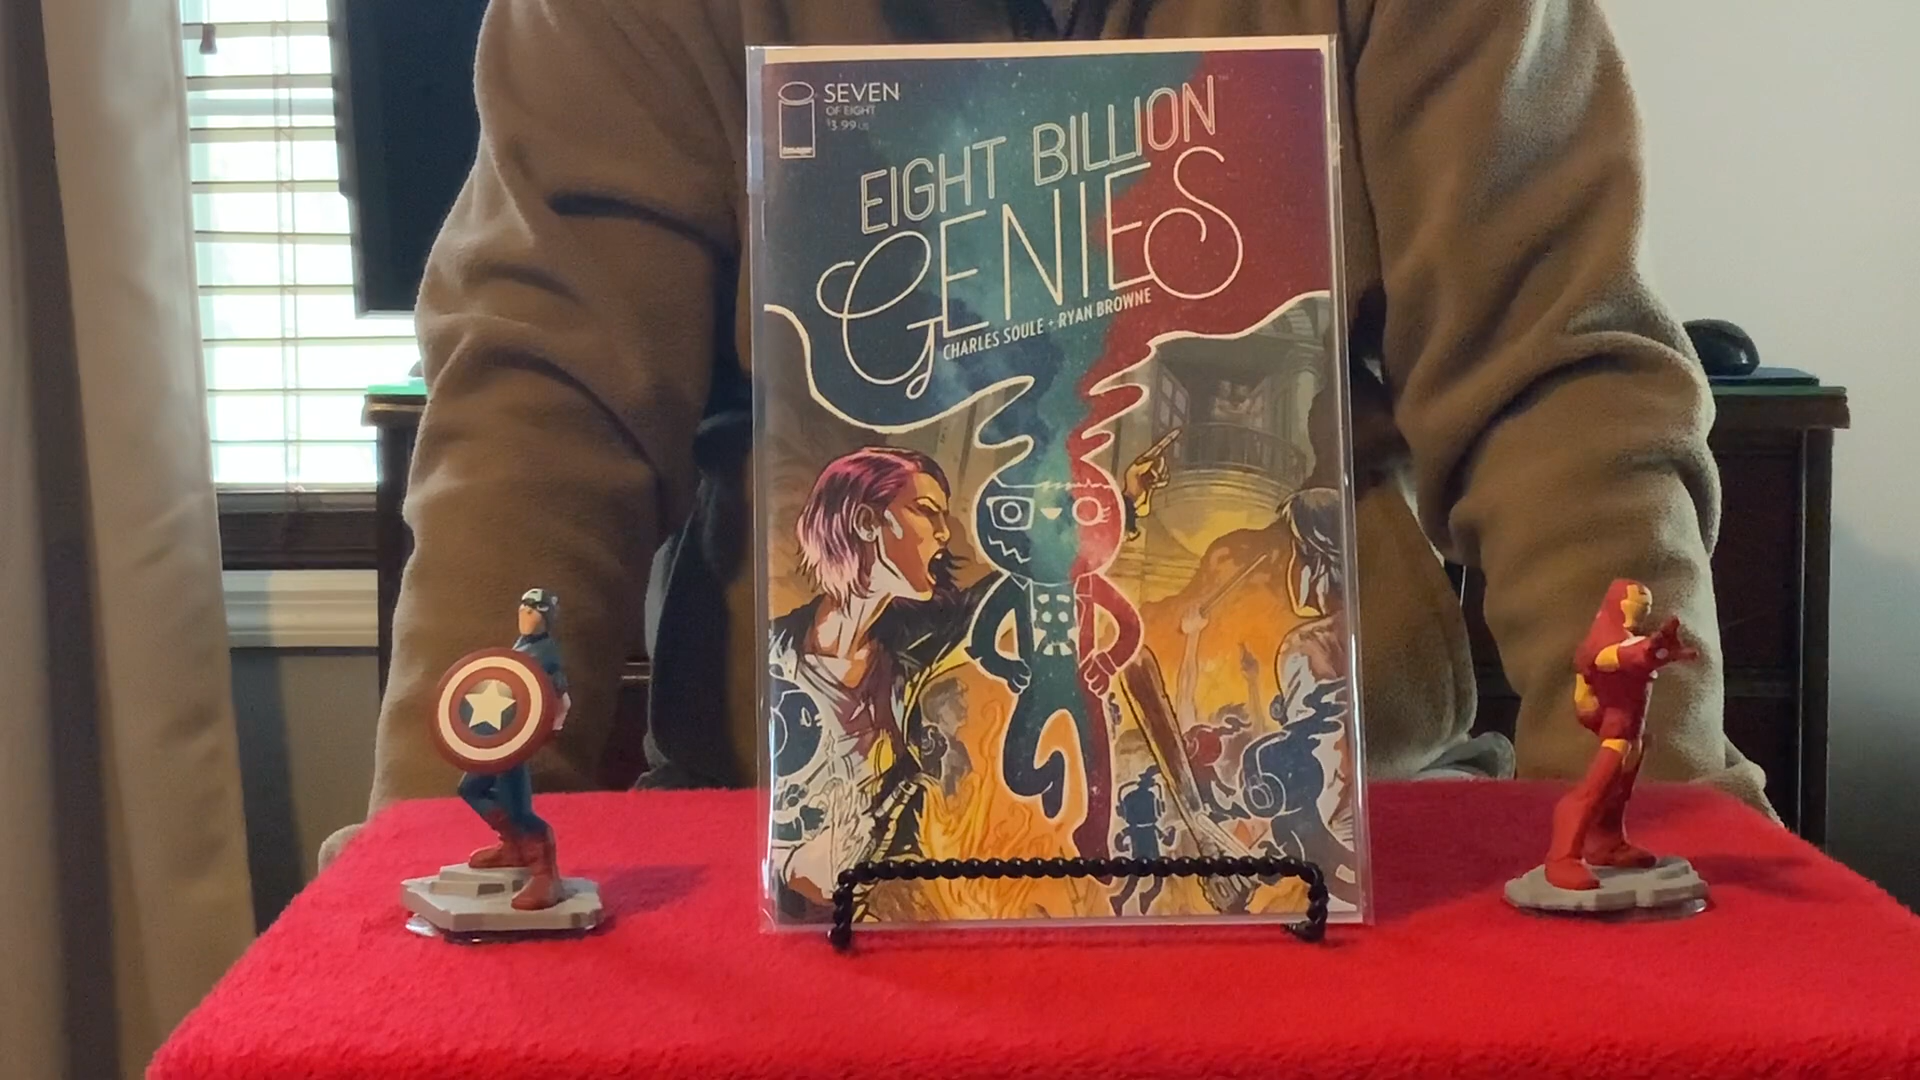 SEVEN
OF EIGHT
$3.99 US
EIGHT BILLION
GENIES
CHARLES SOULE + RYAN BROWNE